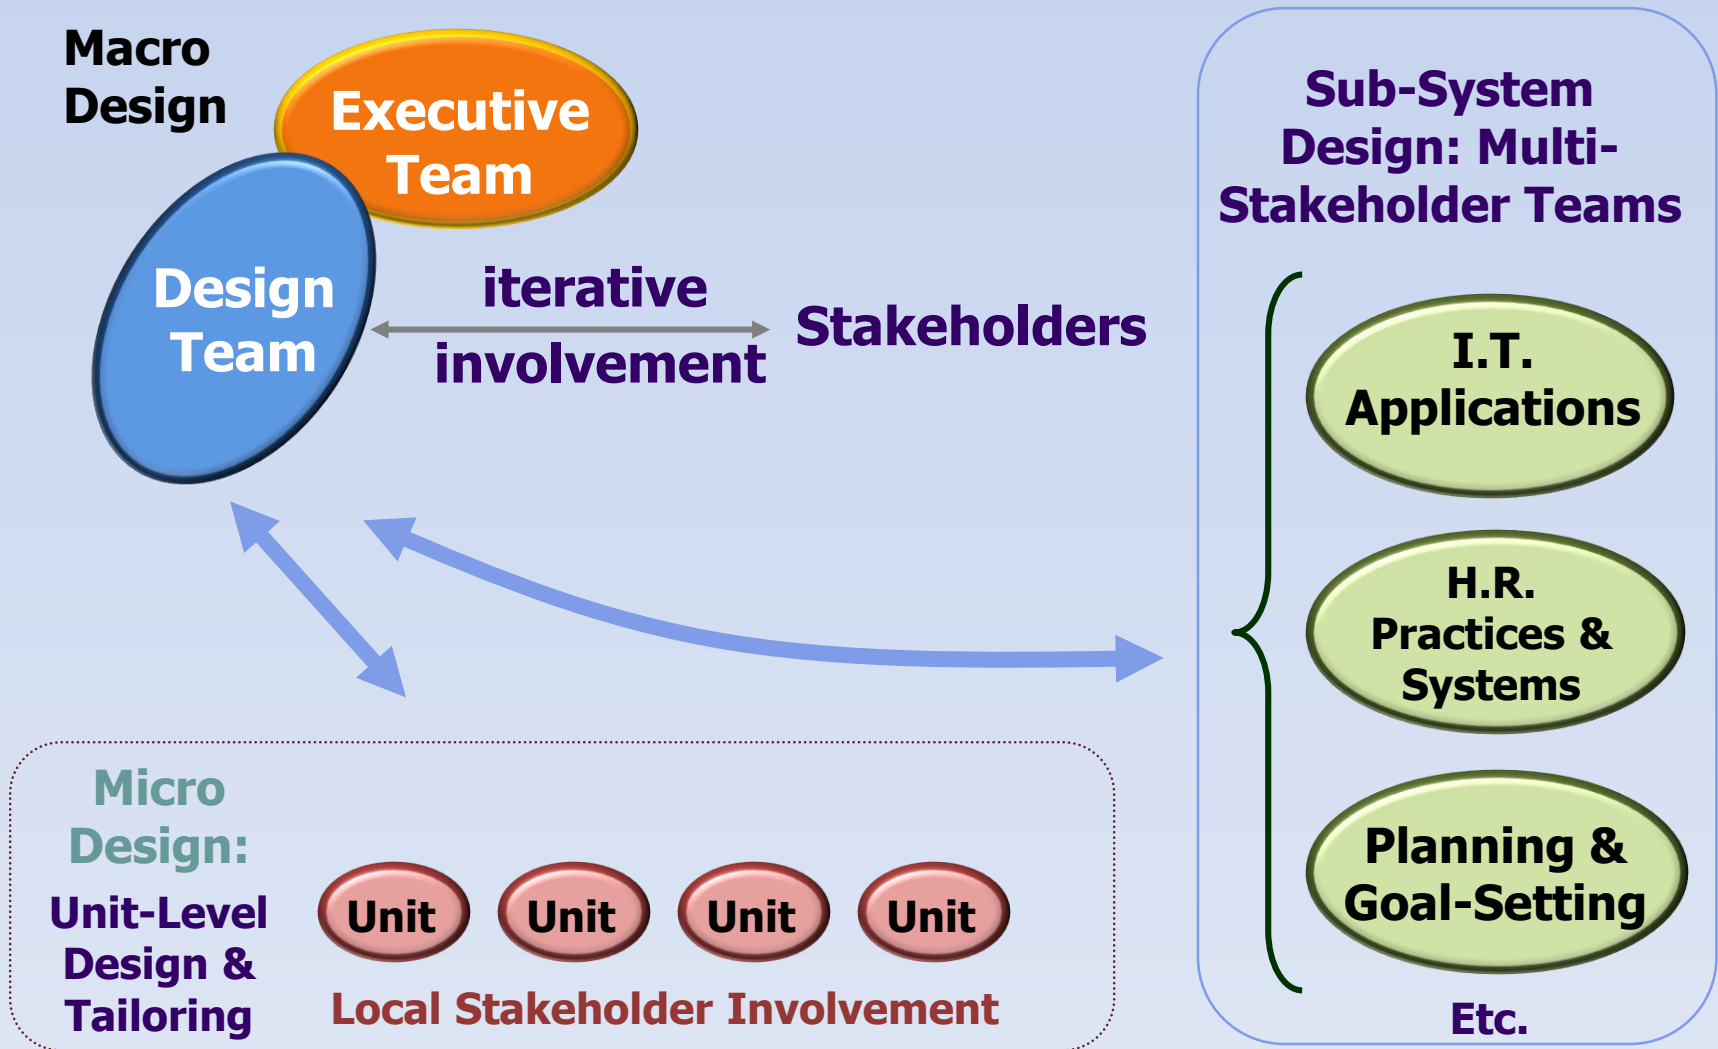 Macro
Design
Executive
Team
Design
Team
iterative
involvement
Stakeholders
Sub-System
Design: Multi-
Stakeholder Teams
I.T.
Applications
H.R.
Practices &
Systems
Planning &
Goal-Setting
Etc.
Micro
Design:
Unit-Level
Design &
Tailoring
Unit
Unit
Unit
Unit
Local Stakeholder Involvement